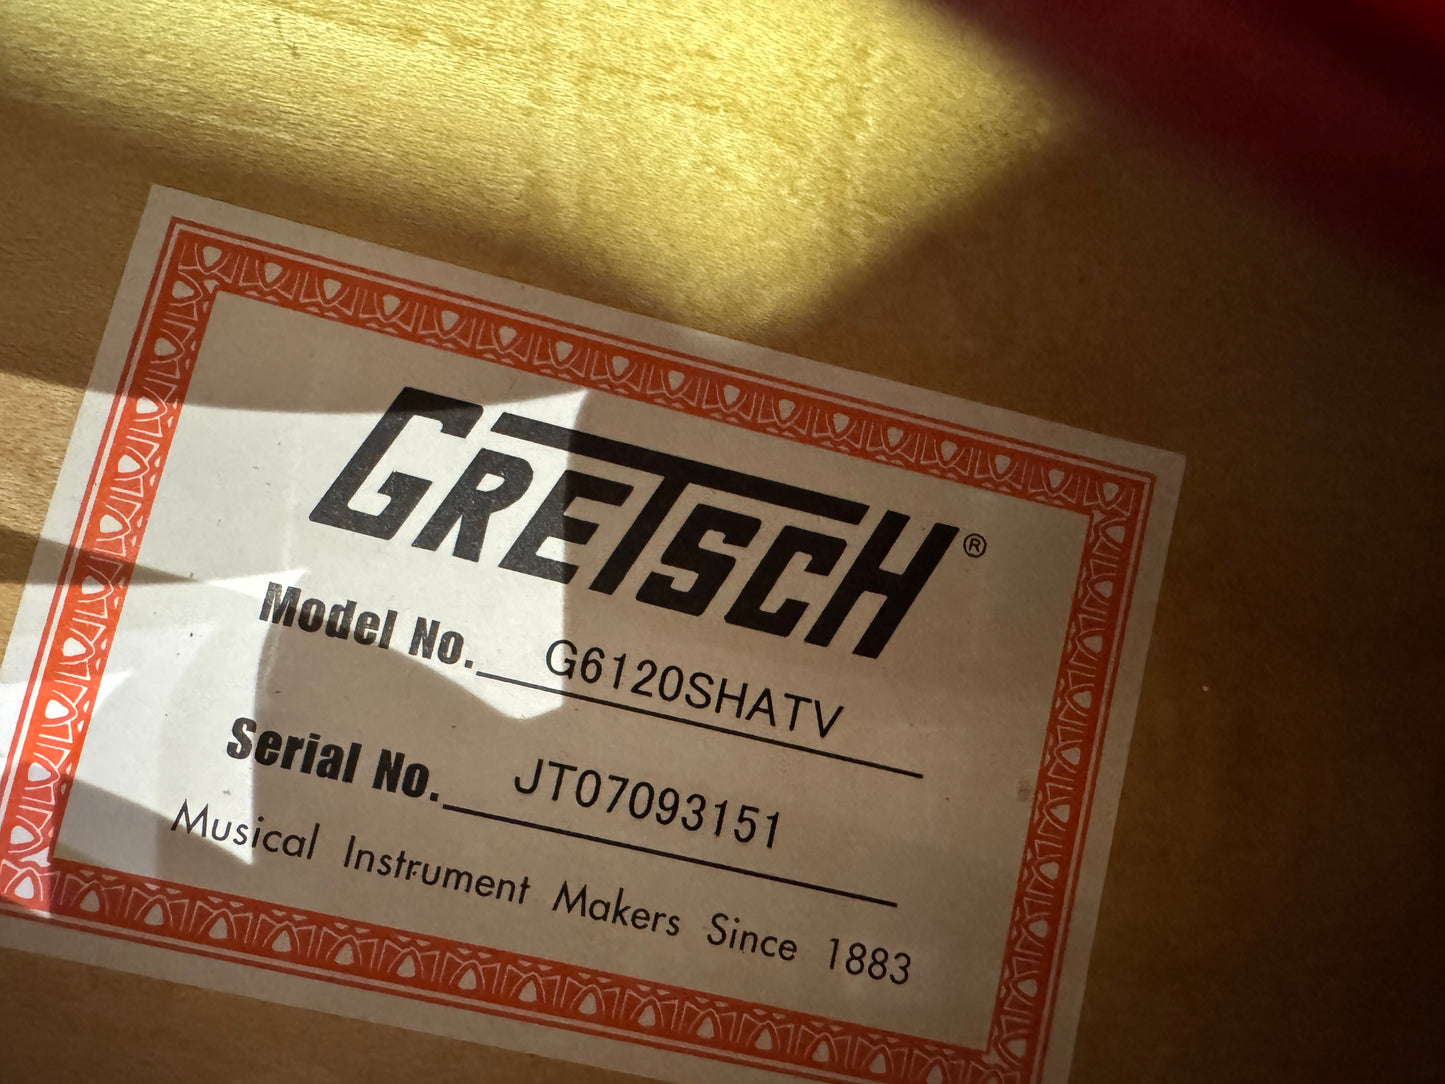 GRETSCH®
Model No. G6120SHATV
Serial No. JT07093151
Musical Instrument Makers Since 1883